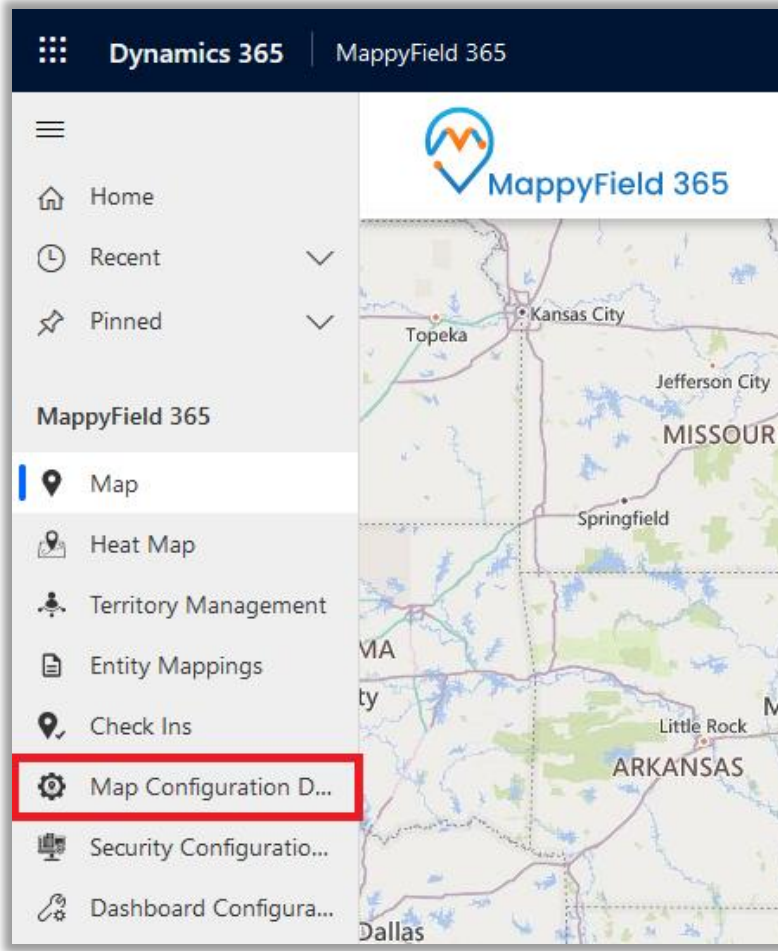 Dynamics 365 MappyField 365
MappyField 365
Home
Recent
Pinned
MappyField 365
Map
Heat Map
Territory Management
Entity Mappings
Check Ins
Map Configuration D...
Security Configuratio...
Dashboard Configura...
Kansas City
Topeka
Jefferson City
MISSOUR
Springfield
MA
ty
M
Little Rock
ARKANSAS
Dallas